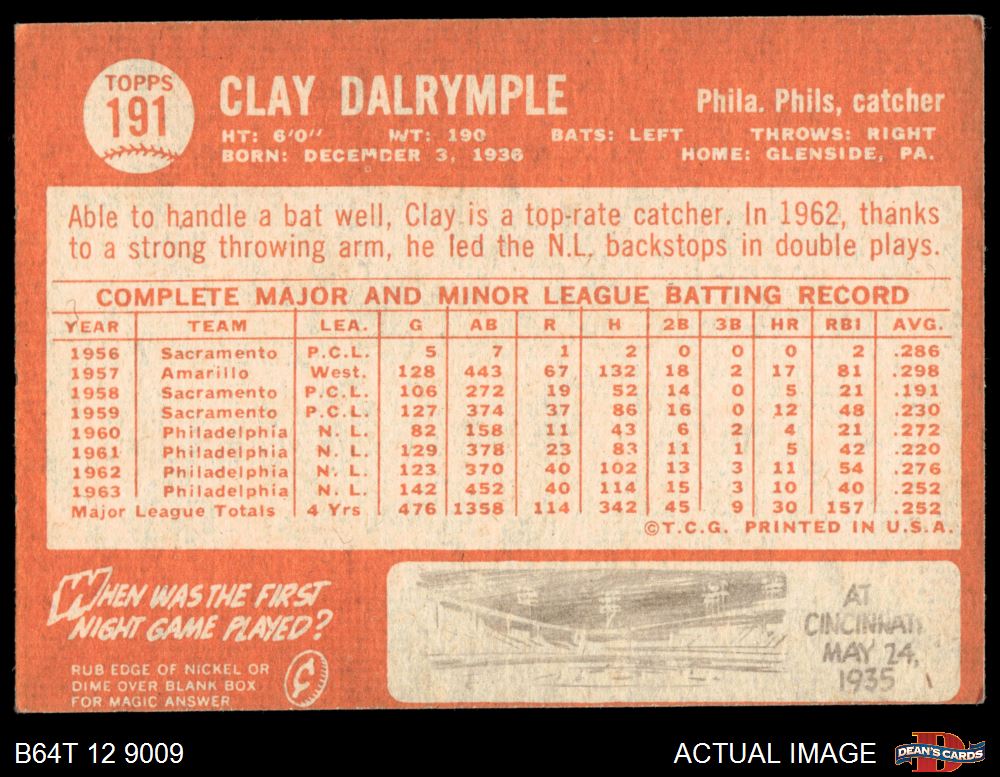 TOPPS
191
CLAY DALRYMPLE
Phila. Phils, catcher
HT: 6'0" WT: 190 BATS: LEFT THROWS: RIGHT
BORN: DECEMBER 3, 1936 HOME: GLENSIDE, PA.
Able to handle a bat well, Clay is a top-rate catcher. In 1962, thanks
to a strong throwing arm, he led the N.L. backstops in double plays.
COMPLETE MAJOR AND MINOR LEAGUE BATTING RECORD
YEAR TEAM LEA. G AB R H 2B 3B HR RBI AVG.
1956 Sacramento P.C.L. 5 7 1 2 0 0 0 2 .286
1957 Amarillo West. 128 443 67 132 18 2 17 81 .298
1958 Sacramento P.C.L. 106 272 19 52 14 0 5 21 .191
1959 Sacramento P.C.L. 127 374 37 86 16 0 12 48 .230
1960 Philadelphia N. L. 82 158 11 43 6 2 4 21 .272
1961 Philadelphia N. L. 129 378 23 83 11 1 5 42 .220
1962 Philadelphia N. L. 123 370 40 102 13 3 11 54 .276
1963 Philadelphia N. L. 142 452 40 114 15 3 10 40 .252
Major League Totals 4 Yrs 476 1358 114 342 45 9 30 157 .252
©T.C.G. PRINTED IN U.S.A.
WHEN WAS THE FIRST
NIGHT GAME PLAYED?
RUB EDGE OF NICKEL OR
DIME OVER BLANK BOX
FOR MAGIC ANSWER
AT
CINCINNATI
MAY 24,
1935
B64T 12 9009
ACTUAL IMAGE
D
DEAN'S CARDS